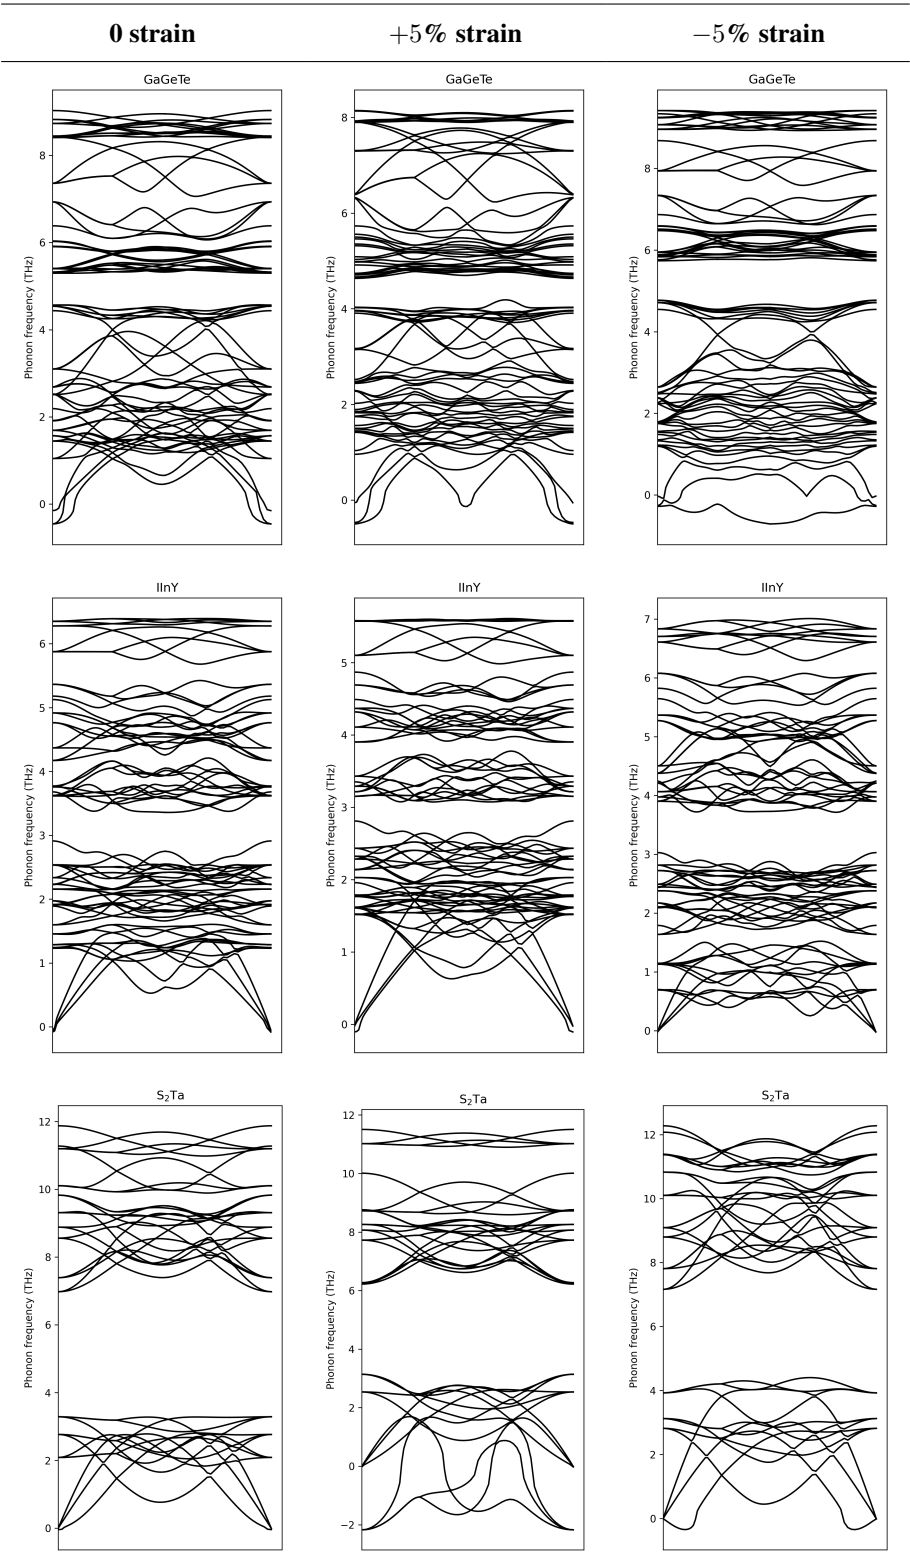 0 strain +5% strain −5% strain
GaGeTe GaGeTe GaGeTe
Phonon frequency (THz) Phonon frequency (THz) Phonon frequency (THz)
8 6 4 2 0
8 6 4 2 0
8 6 4 2 0
IInY IInY IInY
Phonon frequency (THz) Phonon frequency (THz) Phonon frequency (THz)
6 5 4 3 2 1 0
5 4 3 2 1 0
7 6 5 4 3 2 1 0
S₂Ta S₂Ta S₂Ta
Phonon frequency (THz) Phonon frequency (THz) Phonon frequency (THz)
12 10 8 6 4 2 0
12 10 8 6 4 2 0 −2
12 10 8 6 4 2 0